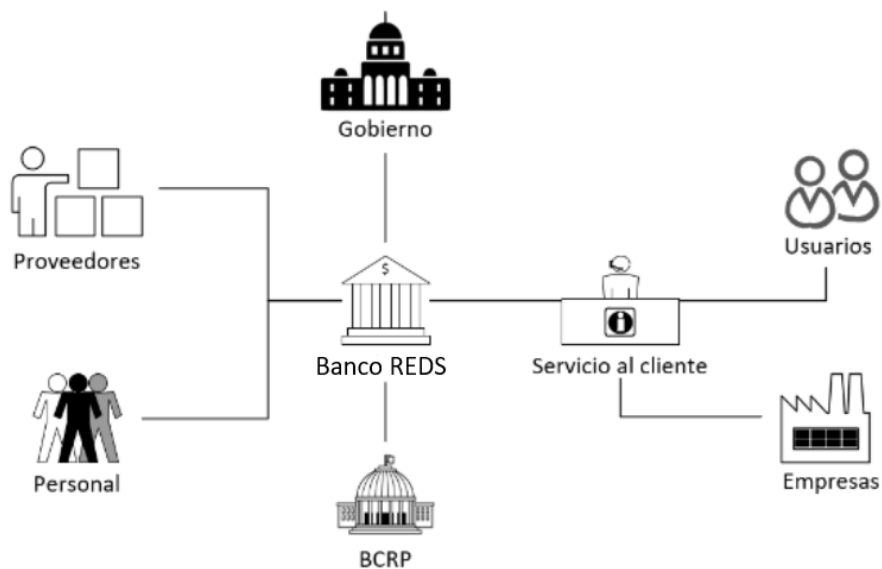 Gobierno
Proveedores
Usuarios
$
Banco REDS
i
Servicio al cliente
Personal
Empresas
BCRP